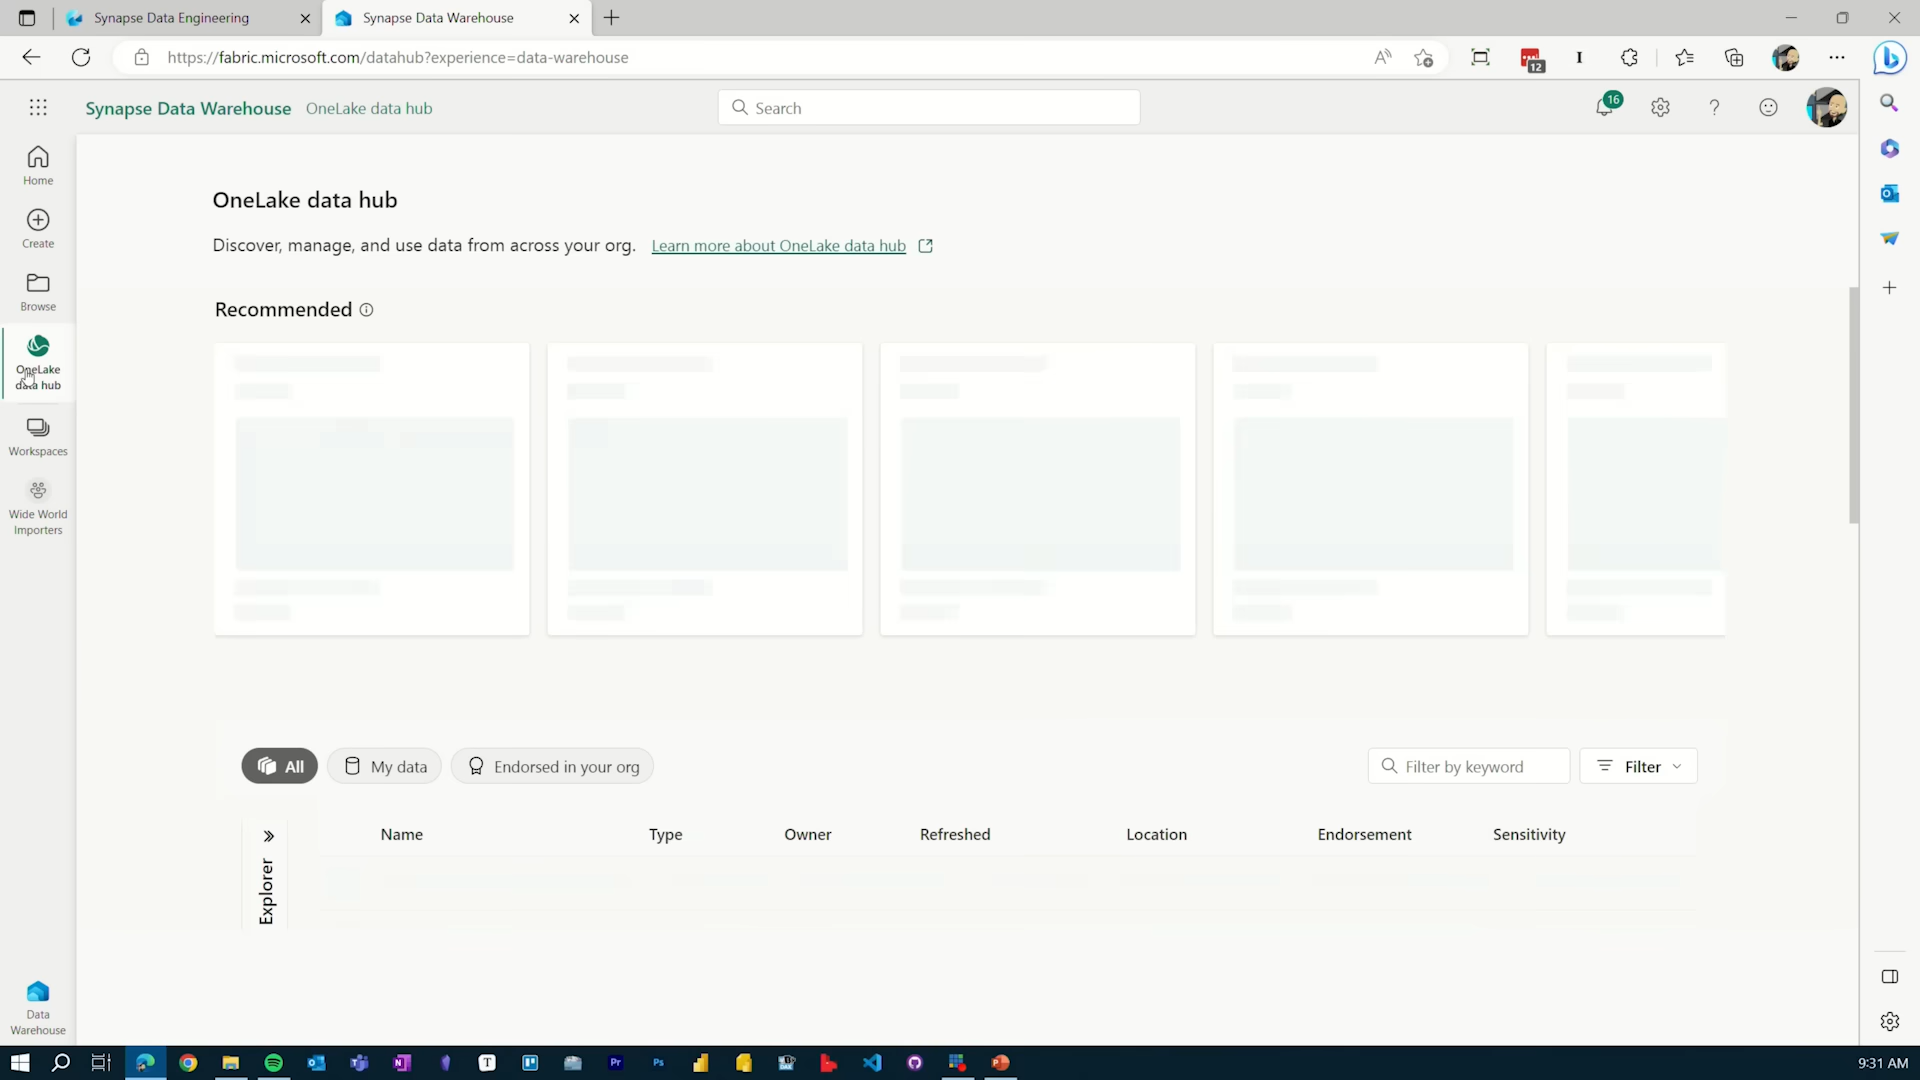 Synapse Data Engineering
Synapse Data Warehouse
https://fabric.microsoft.com/datahub?experience=data-warehouse
12
Synapse Data Warehouse
OneLake data hub
Search
16
Home
Create
Browse
OneLake
data hub
Workspaces
Wide World
Importers
OneLake data hub
Discover, manage, and use data from across your org. Learn more about OneLake data hub
Recommended
All
My data
Endorsed in your org
Filter by keyword
Filter
Name Type Owner Refreshed Location Endorsement Sensitivity
Explorer
Data
Warehouse
9:31 AM